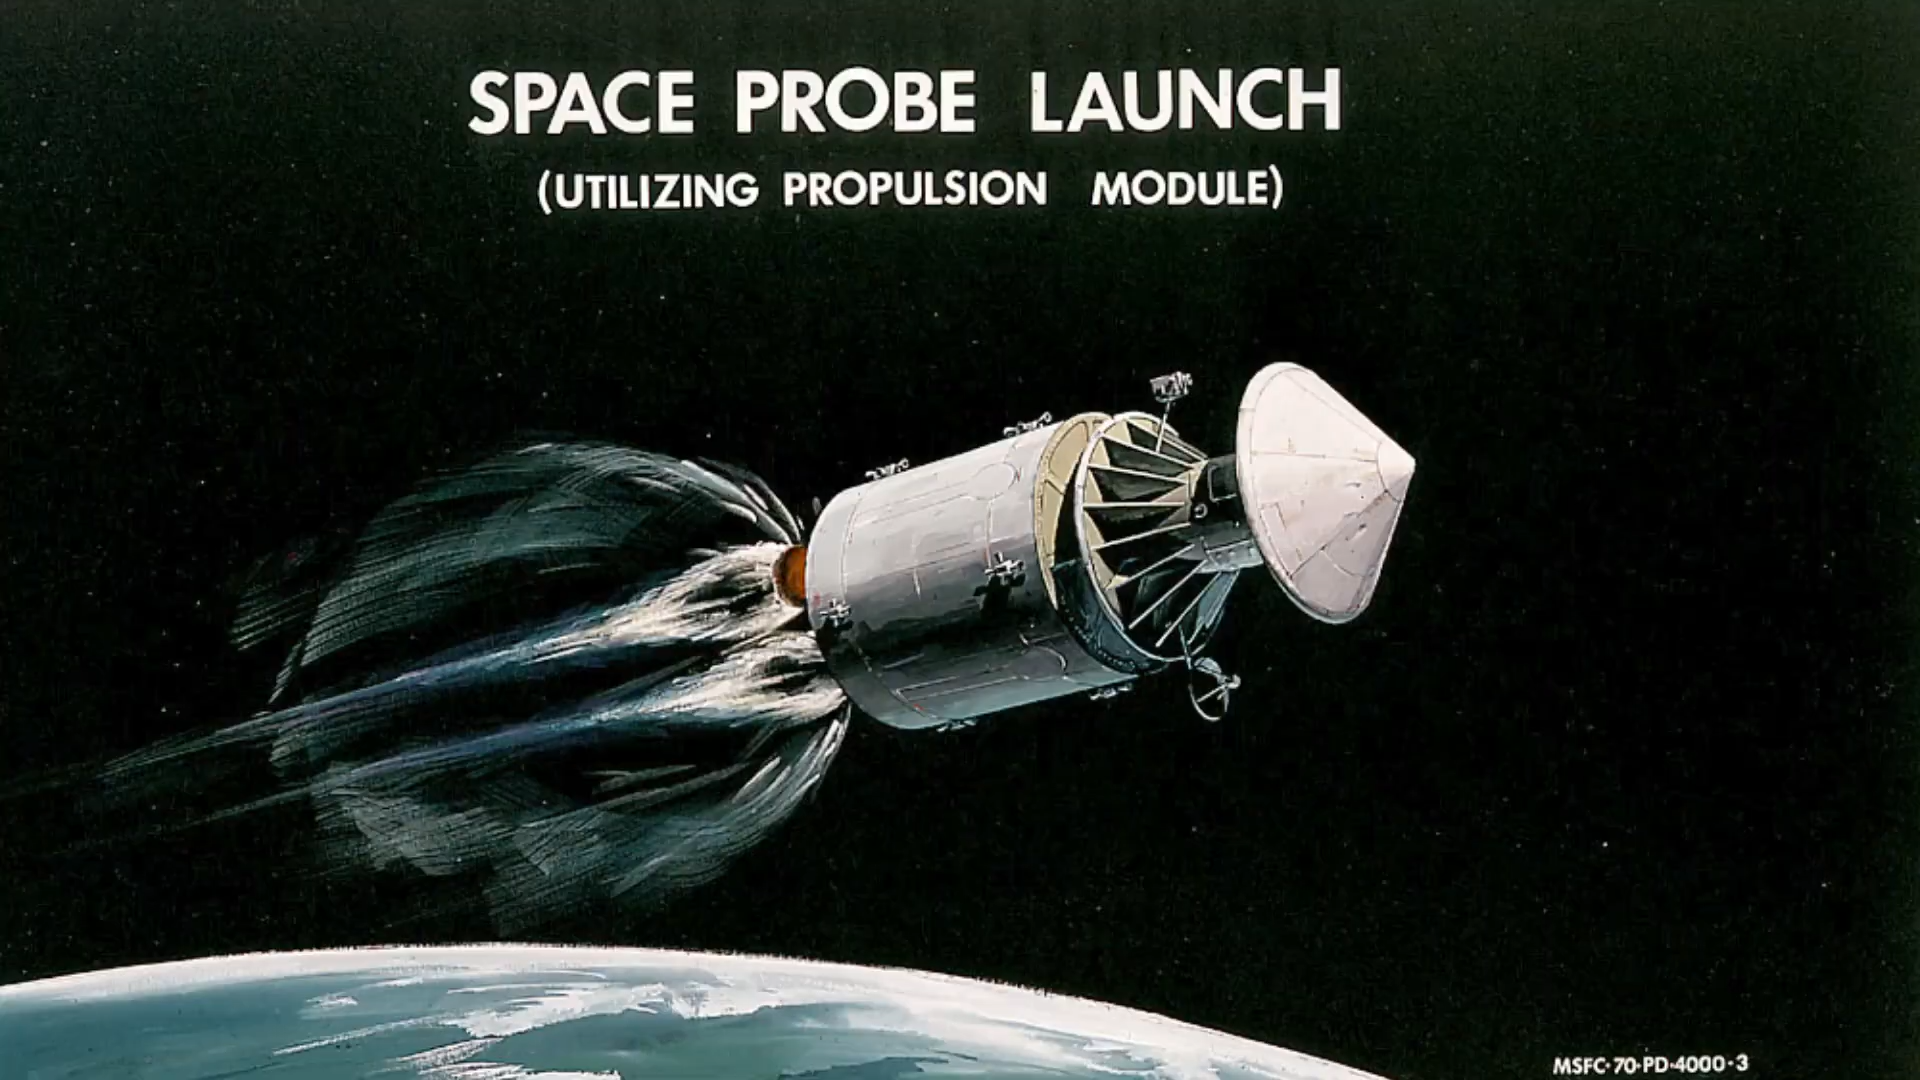 SPACE PROBE LAUNCH
(UTILIZING PROPULSION MODULE)
MSFC-70-PD-4000-3